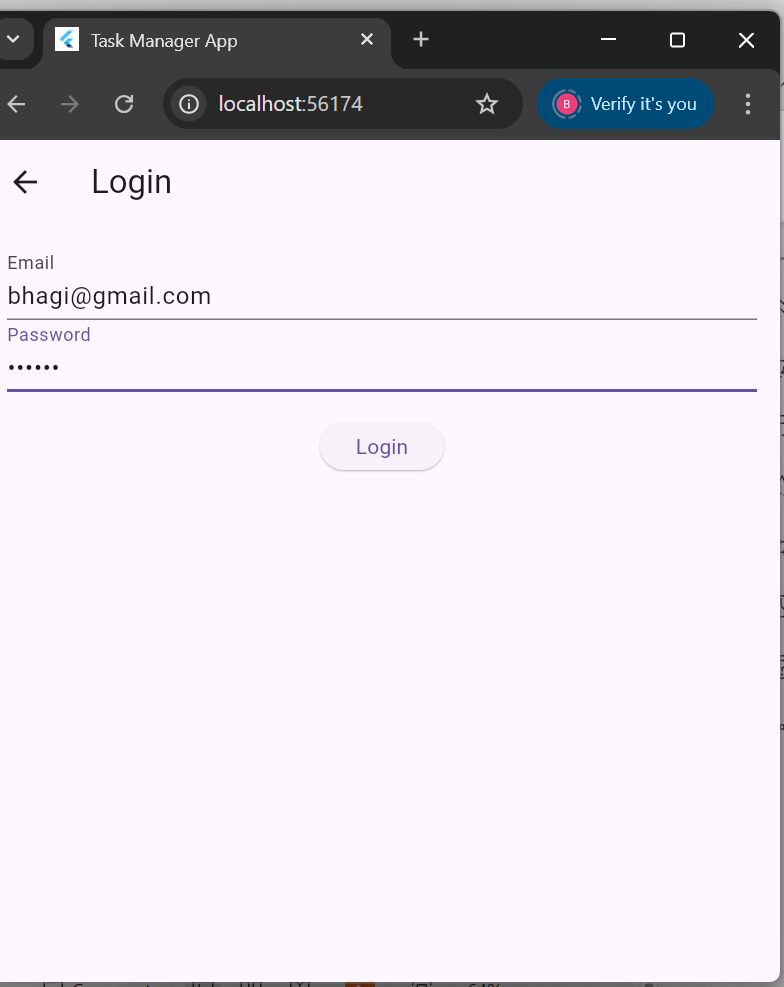 Task Manager App
localhost:56174
B Verify it's you
Login
Email
bhagi@gmail.com
Password
••••••
Login